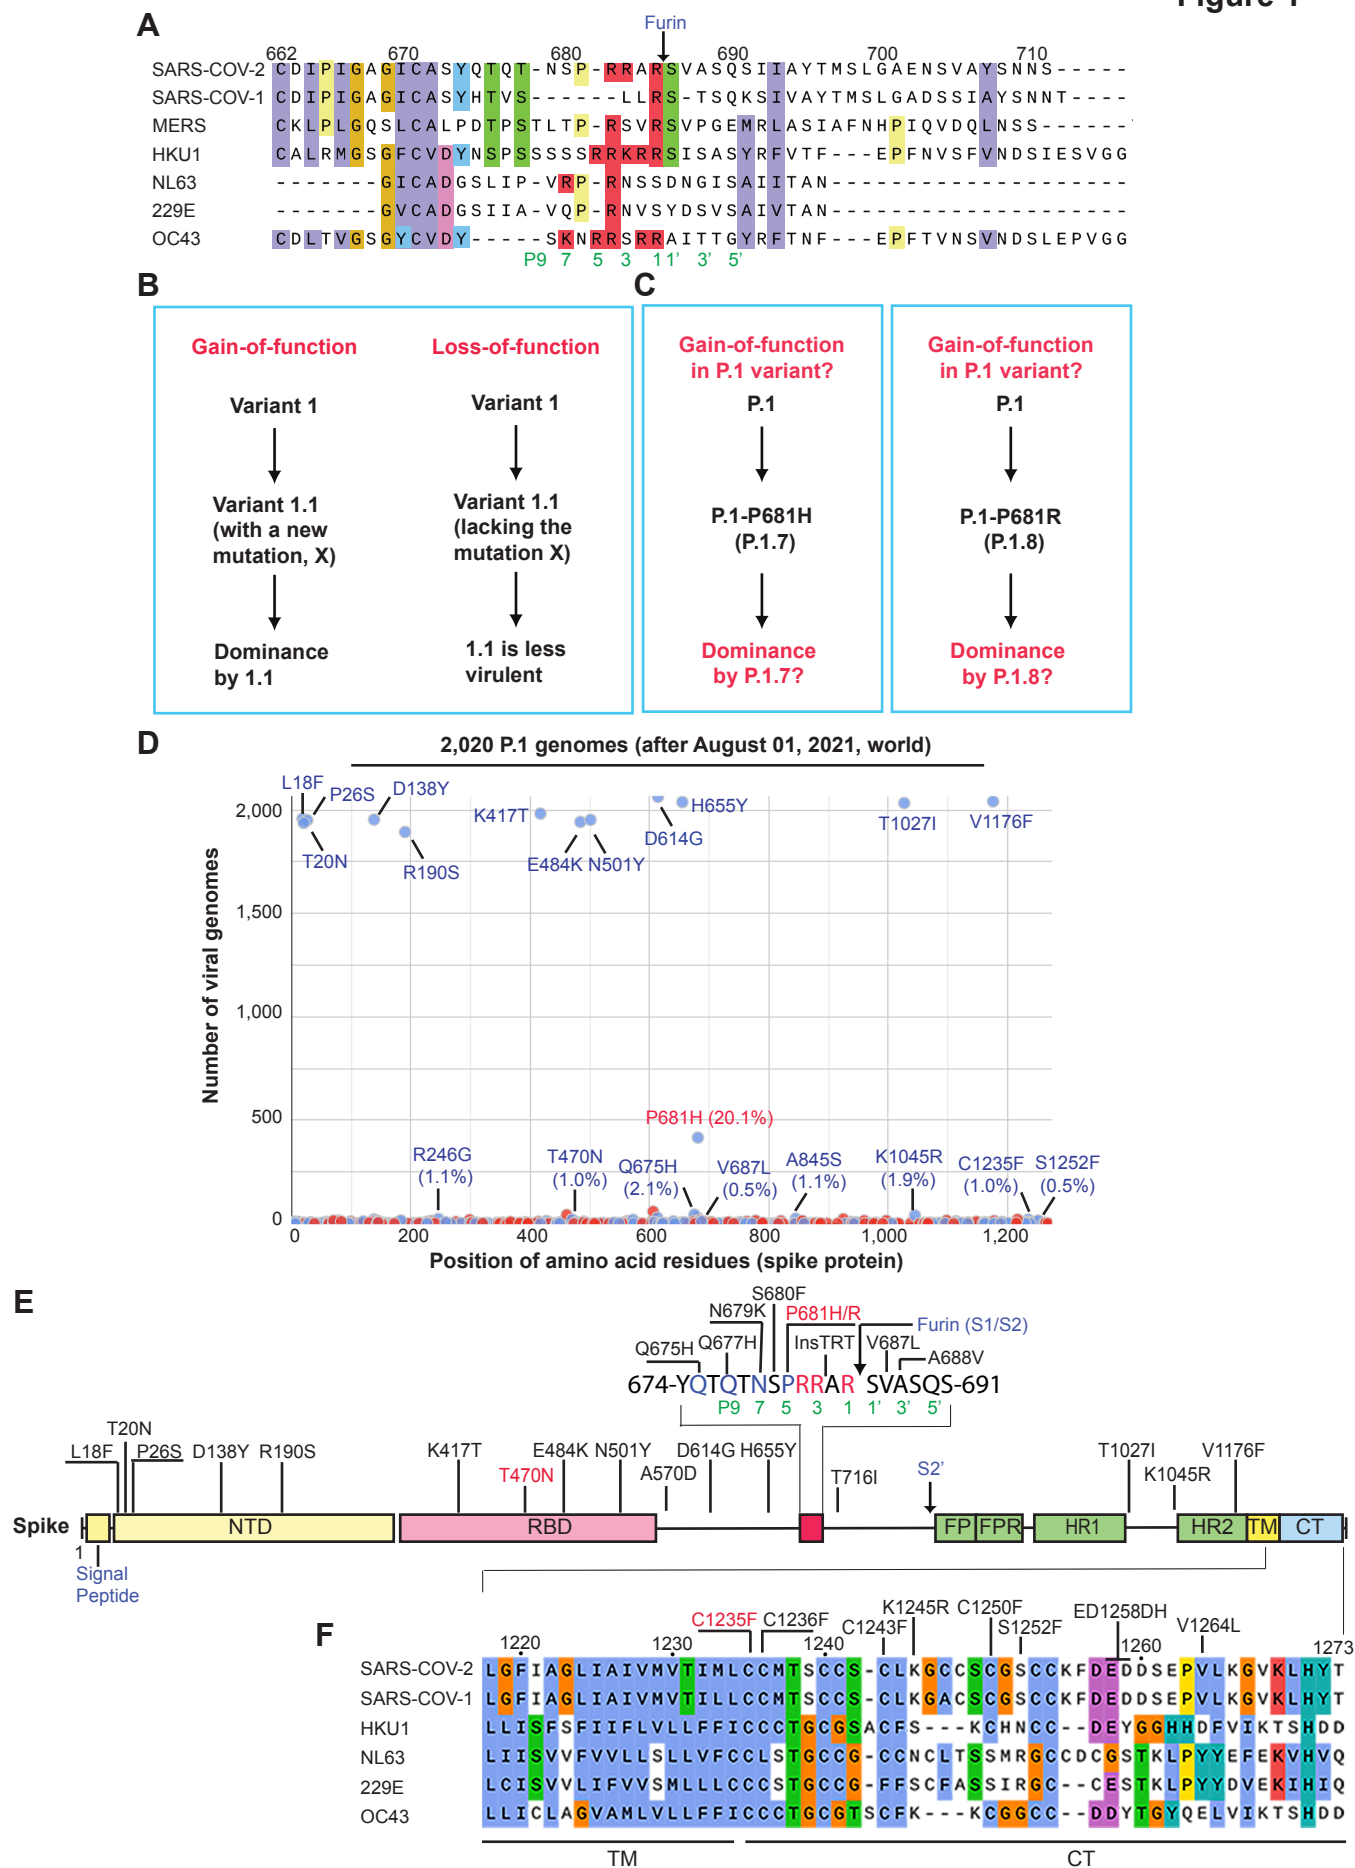 Figure 1
A
Furin
662 670 680 690 700 710
SARS-COV-2 CDIPIGAGICASYQTQT-NSP-RRARSVASQSIIAYTMSLGAENSVAYSNNS-----
SARS-COV-1 CDIPIGAGICASYHTVS------LLRS-TSQKSIVAYTMSLGADSSIAYSNNT----
MERS CKLPLGQSLCALPDTPSTLTP-RSVRSVPGEMRLASIAFNHPIQVDQLNSS------
HKU1 CALRMGSGFCVDYNSPSSSSSRRKRRSISASYRFVTF---EPFNVSFVNDSIESVGG
NL63 -------GICADGSLIP-VRP-RNSSDNGISAIITAN-------------------
229E -------GVCADGSIIA-VQP-RNVSYDSVSAIVTAN-------------------
OC43 CDLTVGSGYCVDY-----SKNRRSRRAITTGYRFTNF---EPFTVNSVNDSLEPVGG
P9 7 5 3 1 1’ 3’ 5’
B
Gain-of-function Loss-of-function
Variant 1 Variant 1
Variant 1.1
(with a new
mutation, X)
Variant 1.1
(lacking the
mutation X)
Dominance
by 1.1
1.1 is less
virulent
C
Gain-of-function
in P.1 variant?
P.1
P.1-P681H
(P.1.7)
Dominance
by P.1.7?
Gain-of-function
in P.1 variant?
P.1
P.1-P681R
(P.1.8)
Dominance
by P.1.8?
D
2,020 P.1 genomes (after August 01, 2021, world)
L18F P26S D138Y
T20N R190S
K417T
E484K N501Y
D614G
H655Y
T1027I V1176F
Number of viral genomes
2,000
1,500
1,000
500
0
P681H (20.1%)
R246G
(1.1%)
T470N
(1.0%)
Q675H
(2.1%)
V687L
(0.5%)
A845S
(1.1%)
K1045R
(1.9%)
C1235F
(1.0%)
S1252F
(0.5%)
0 200 400 600 800 1,000 1,200
Position of amino acid residues (spike protein)
E
S680F
N679K P681H/R
Furin (S1/S2)
Q675H Q677H InsTRT V687L
A688V
674-YQTQTNSPRRAR SVASQS-691
P9 7 5 3 1 1’ 3’ 5’
T20N
L18F P26S D138Y R190S
K417T E484K N501Y D614G H655Y
T470N A570D T716I
S2’
T1027I V1176F
K1045R
Spike NTD RBD FP FPR HR1 HR2 TM CT
1
Signal
Peptide
F
C1235F C1236F C1243F K1245R C1250F S1252F ED1258DH V1264L
1220 1230 1240 1260 1273
SARS-COV-2 LGFIAGLIAIVMVTIMLCCMTSCCS-CLKGCCSCGSCCKFDEDDSEPVLKGVKLHYT
SARS-COV-1 LGFIAGLIAIVMVTILLCCMTSCCS-CLKGACSCGSCCKFDEDDSEPVLKGVKLHYT
HKU1 LLISFSFIIFLVLLFFICCCTGCGSACFS---KCHNCC--DEYGGHHDFVIKTSHDD
NL63 LIISVVFVVLLSLLVFCCLSTGCCG-CCNCLTSSMRGCCDCGSTKLPYYEFEKVHVQ
229E LCISVVLIFVVSMLLLCCCSTGCCG-FFSCFASSIRGC--CESTKLPYYDVEKIHIQ
OC43 LLICLAGVAMLVLLFFICCCTGCGTSCFK---KCGGCC--DDYTGYQELVIKTSHDD
TM CT